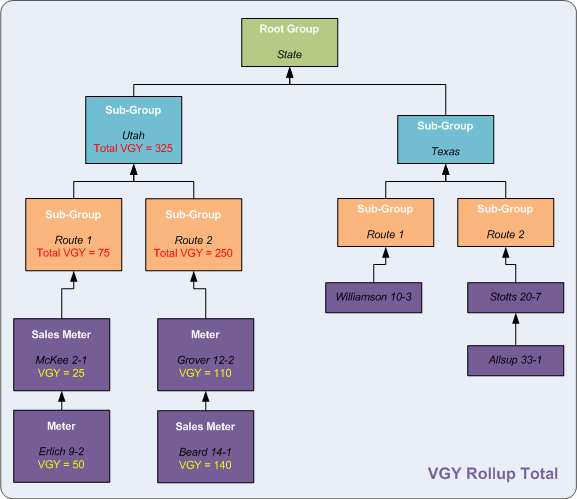 Root Group
State
Sub-Group
Utah
Total VGY = 325
Sub-Group
Texas
Sub-Group
Route 1
Total VGY = 75
Sub-Group
Route 2
Total VGY = 250
Sub-Group
Route 1
Sub-Group
Route 2
Williamson 10-3
Stotts 20-7
Sales Meter
McKee 2-1
VGY = 25
Meter
Grover 12-2
VGY = 110
Allsup 33-1
Meter
Erlich 9-2
VGY = 50
Sales Meter
Beard 14-1
VGY = 140
VGY Rollup Total